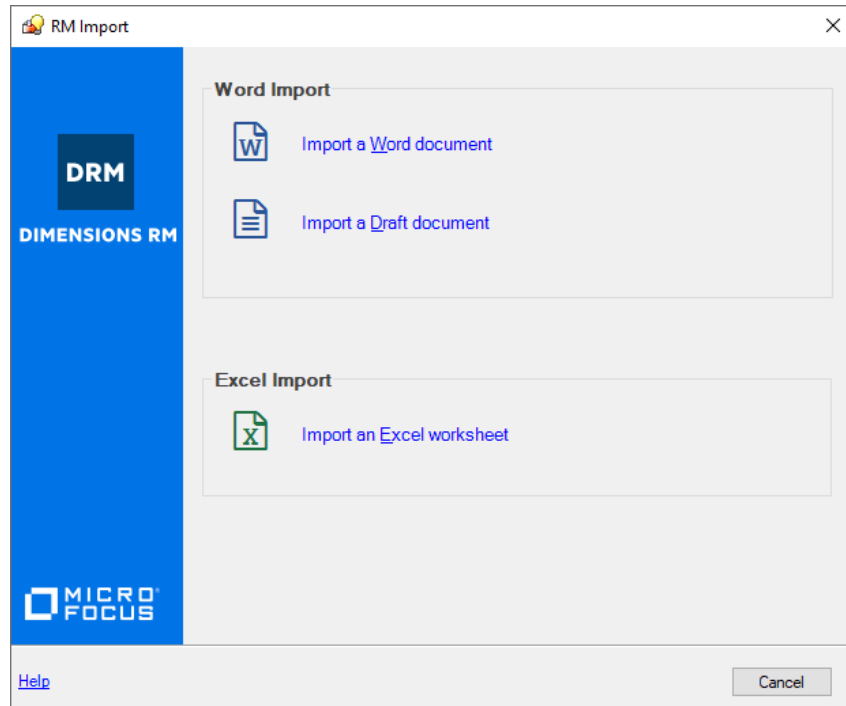 RM Import
DRM
DIMENSIONS RM
Word Import
W
Import a Word document
Import a Draft document
Excel Import
X
Import an Excel worksheet
MICRO
FOCUS
Help
Cancel